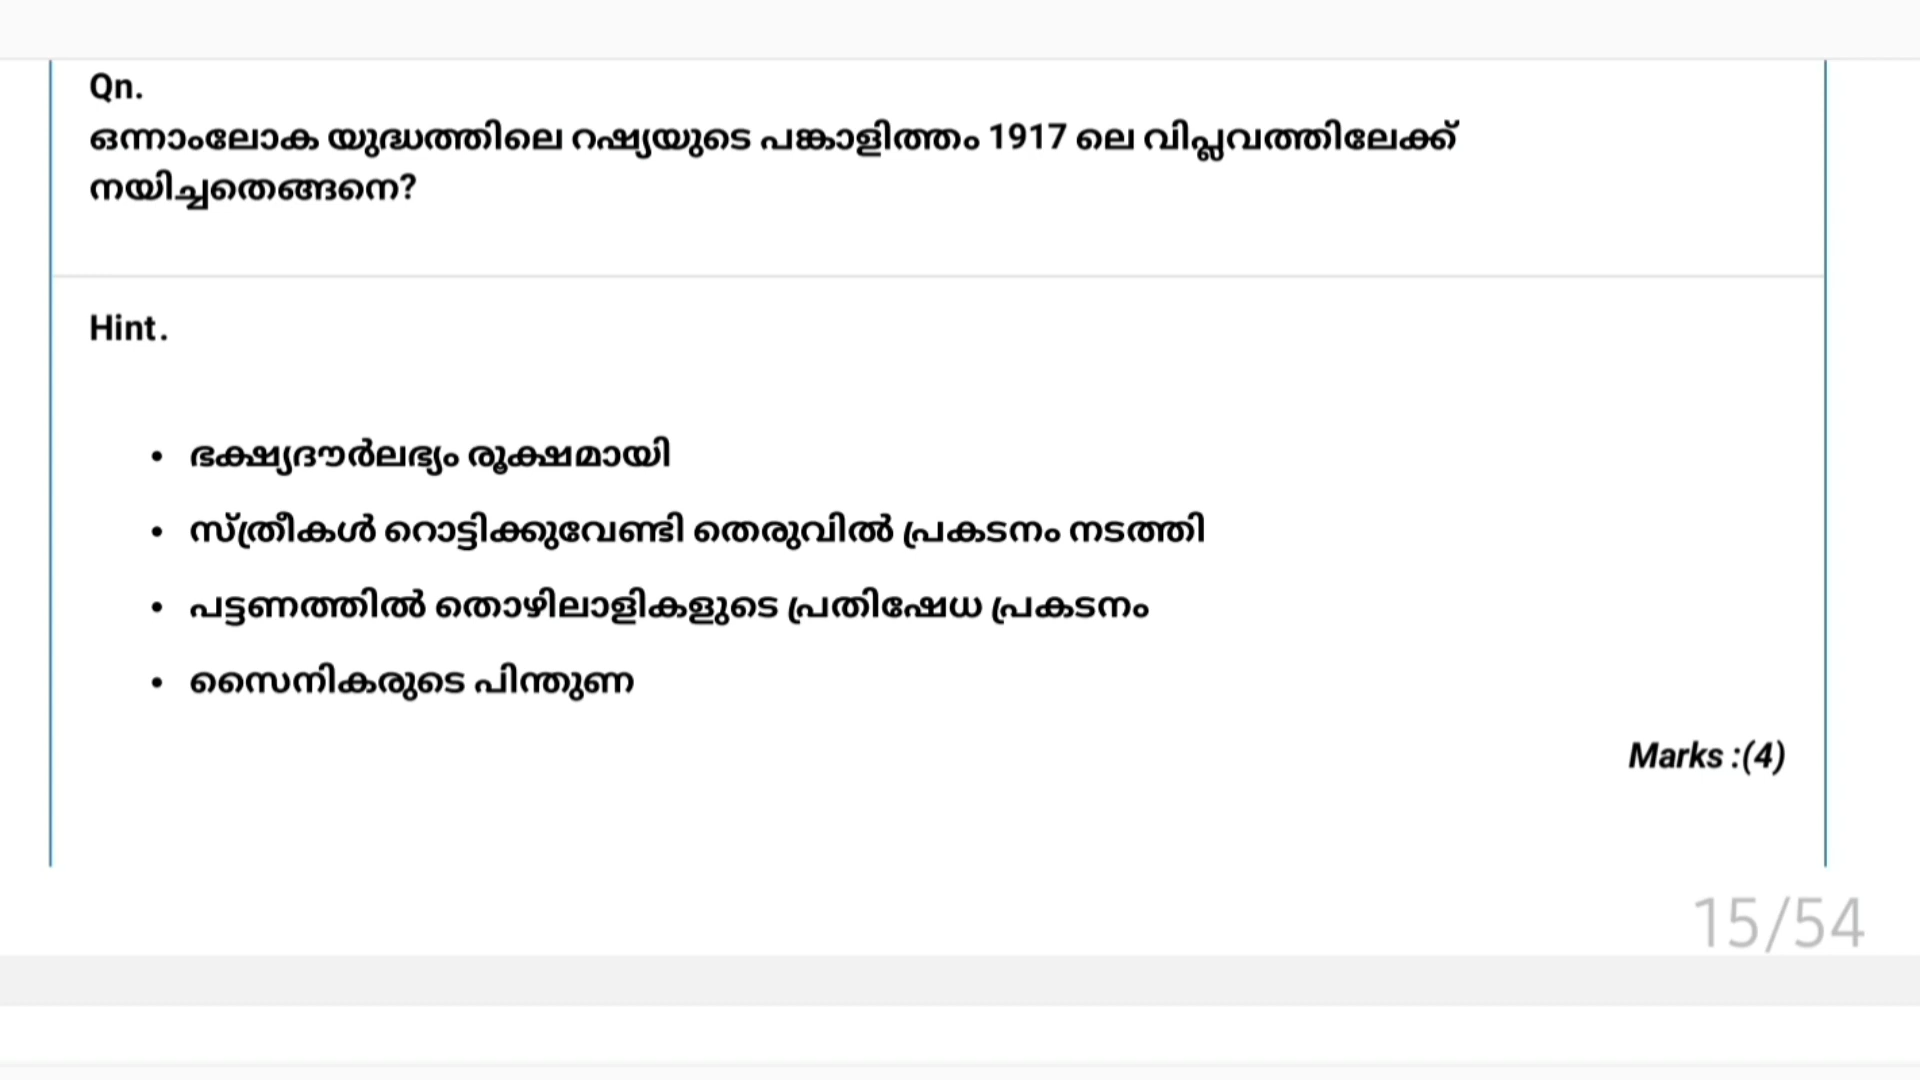 Qn.
ഒന്നാംലോക യുദ്ധത്തിലെ റഷ്യയുടെ പങ്കാളിത്തം 1917 ലെ വിപ്ലവത്തിലേക്ക്
നയിച്ചതെങ്ങനെ?
Hint.
• ഭക്ഷ്യദൗർലഭ്യം രൂക്ഷമായി
• സ്ത്രീകൾ റൊട്ടിക്കുവേണ്ടി തെരുവിൽ പ്രകടനം നടത്തി
• പട്ടണത്തിൽ തൊഴിലാളികളുടെ പ്രതിഷേധ പ്രകടനം
• സൈനികരുടെ പിന്തുണ
Marks :(4)
15/54